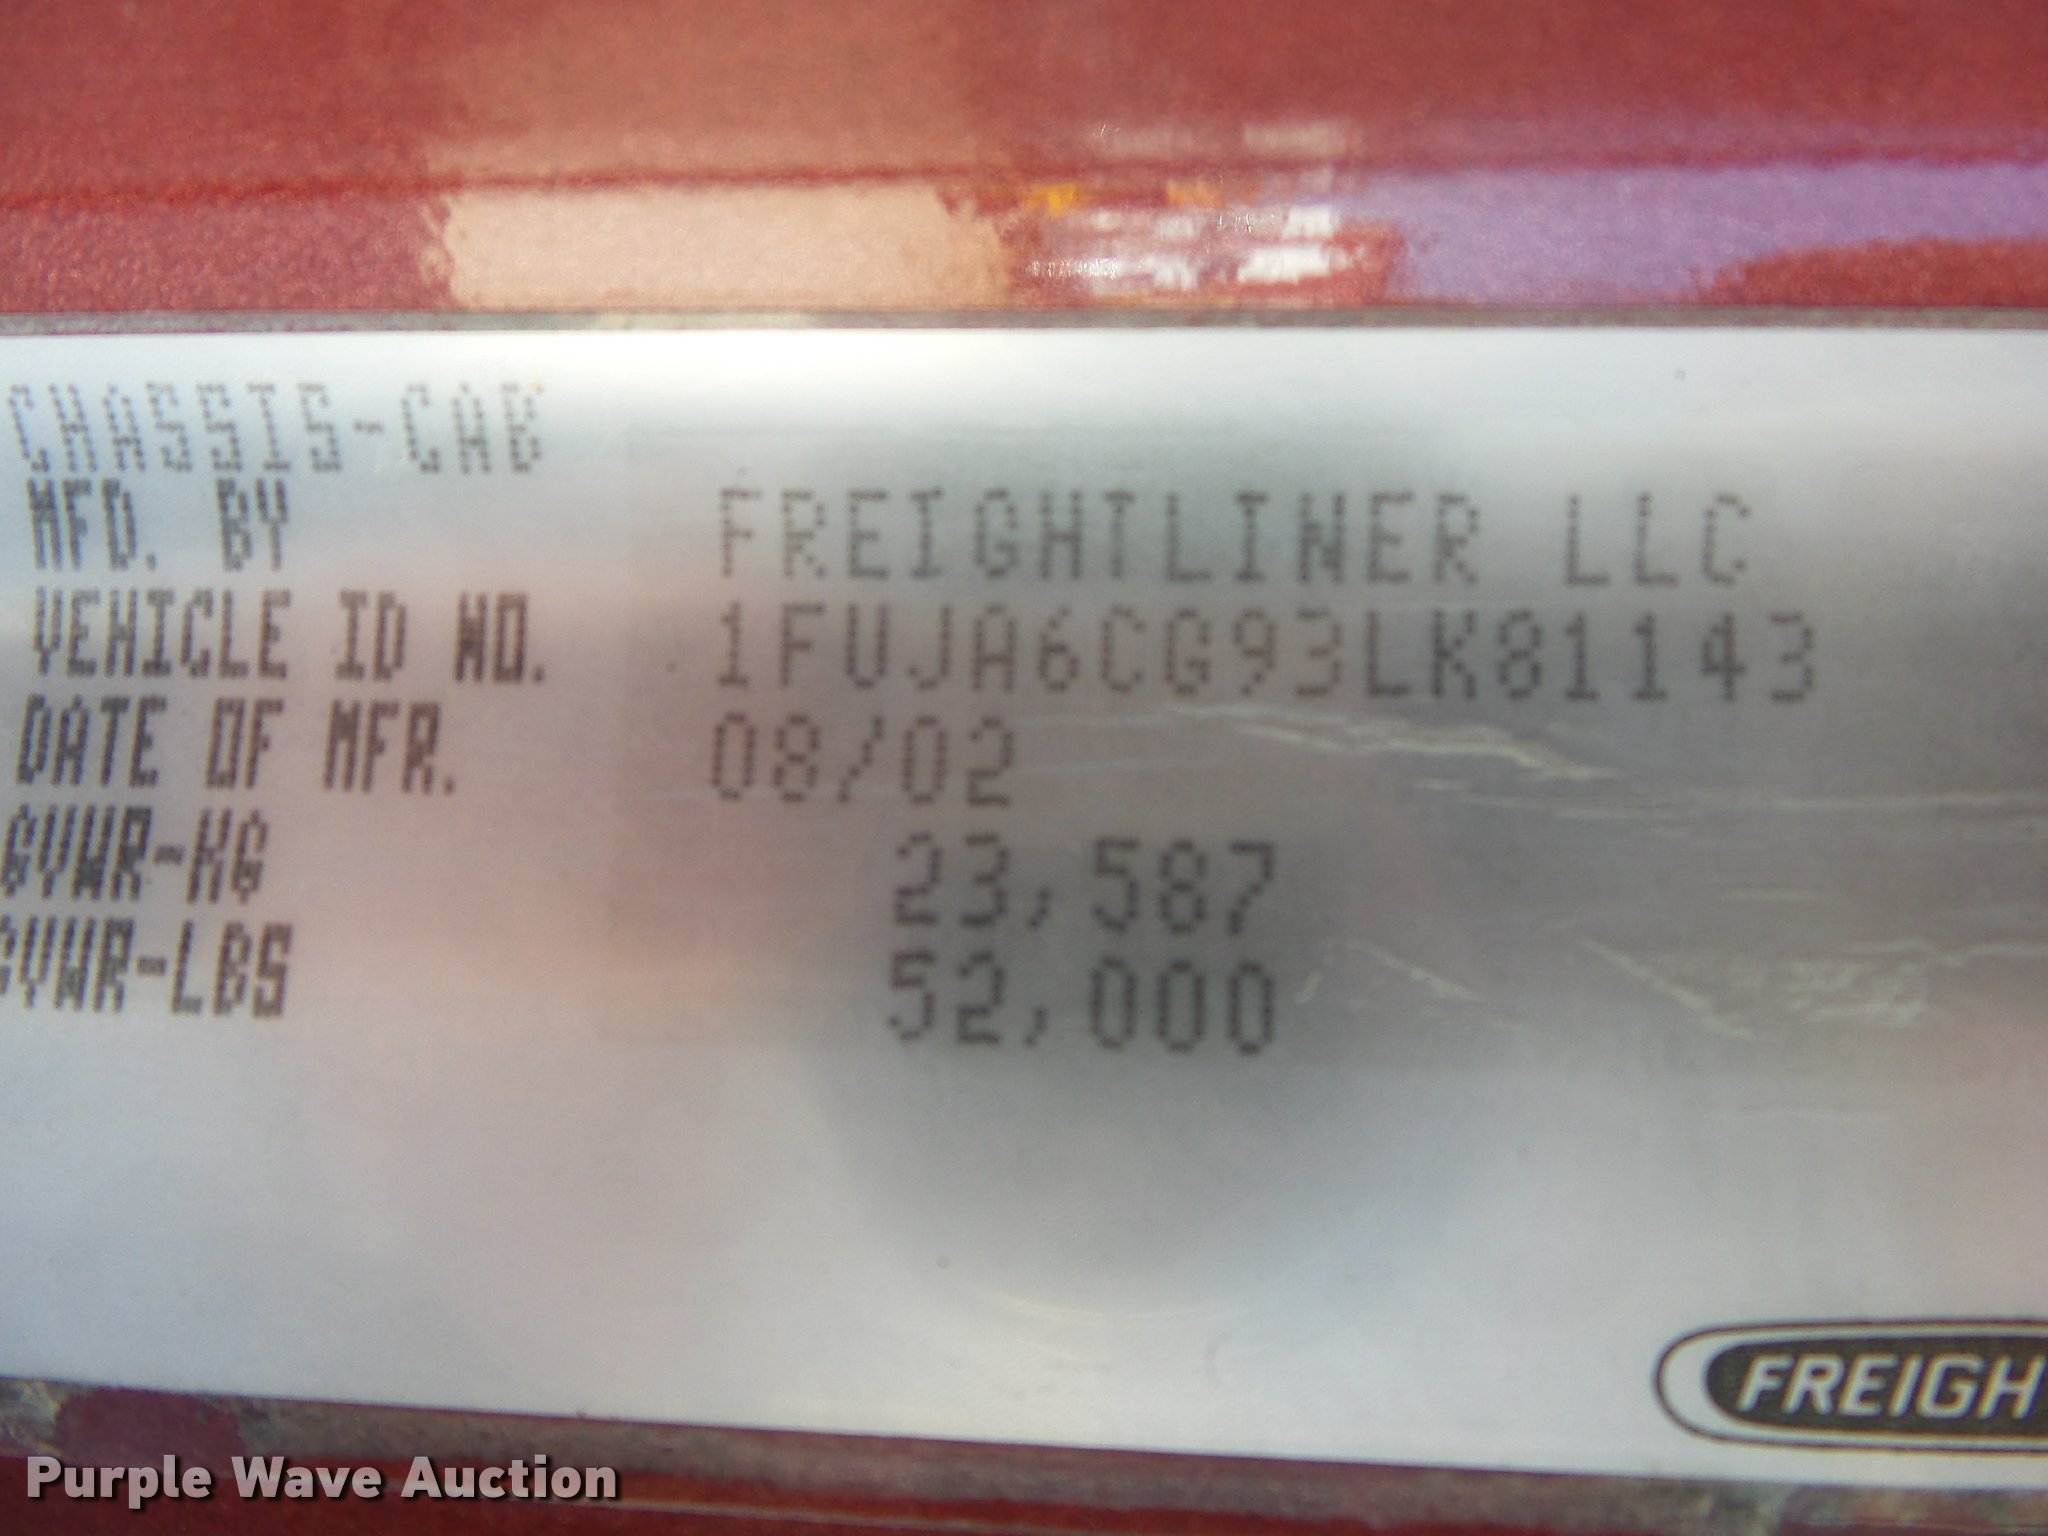 CHASSIS-CAB
MFD. BY FREIGHTLINER LLC
VEHICLE ID NO. 1FUJA6CG93LK81143
DATE OF MFR. 08/02
GVWR-KG 23,587
GVWR-LBS 52,000
FREIGH
Purple Wave Auction